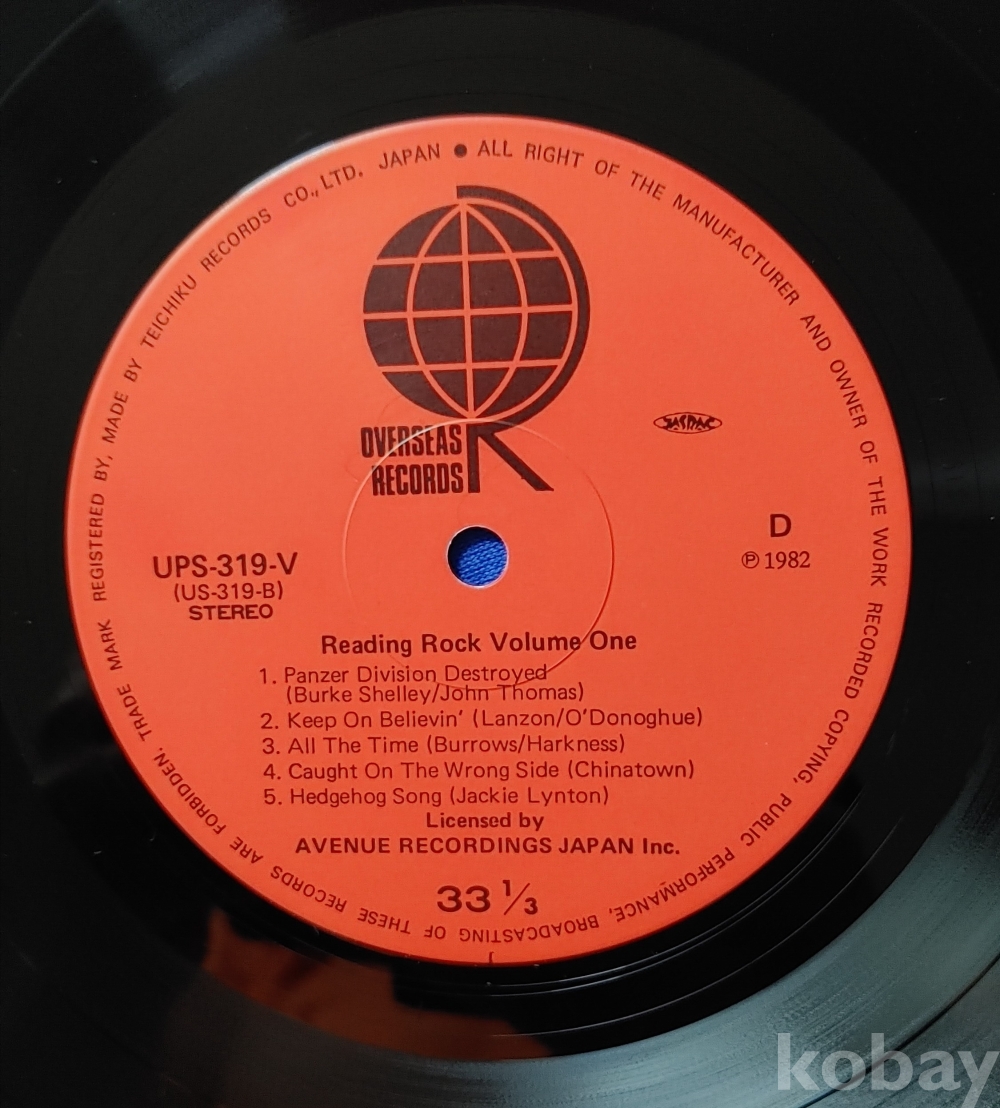 TRADE MARK REGISTERED BY, MADE BY TEICHIKU RECORDS CO., LTD. JAPAN ● ALL RIGHT OF THE MANUFACTURER AND OWNER OF THE WORK RECORDED COPYING, PUBLIC PERFORMANCE, BROADCASTING OF THESE RECORDS ARE FORBIDDEN.
OVERSEAS
RECORDS
R
JASRAC
UPS-319-V
(US-319-B)
STEREO
D
℗ 1982
Reading Rock Volume One
1. Panzer Division Destroyed
(Burke Shelley/John Thomas)
2. Keep On Believin' (Lanzon/O'Donoghue)
3. All The Time (Burrows/Harkness)
4. Caught On The Wrong Side (Chinatown)
5. Hedgehog Song (Jackie Lynton)
Licensed by
AVENUE RECORDINGS JAPAN Inc.
33 1/3
J
kobay